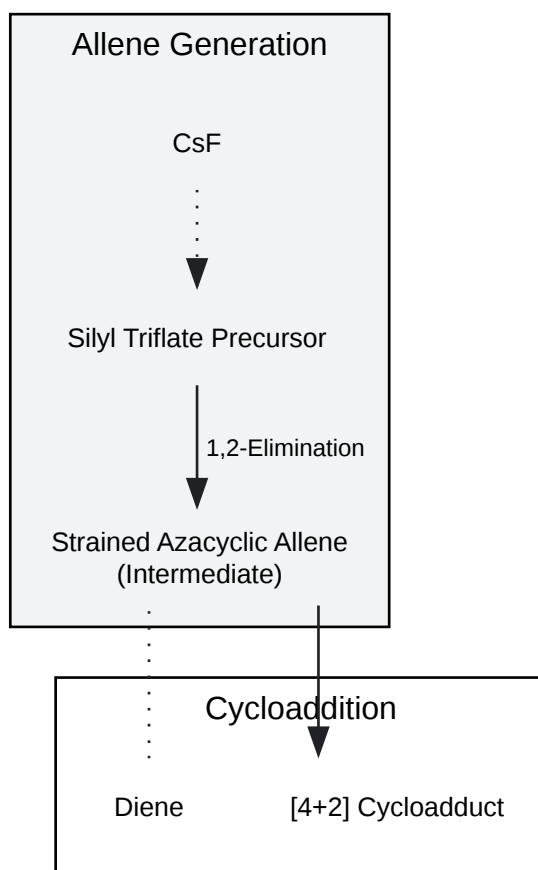 Allene Generation
CsF
Silyl Triflate Precursor
1,2-Elimination
Strained Azacyclic Allene
(Intermediate)
Cycloaddition
Diene
[4+2] Cycloadduct